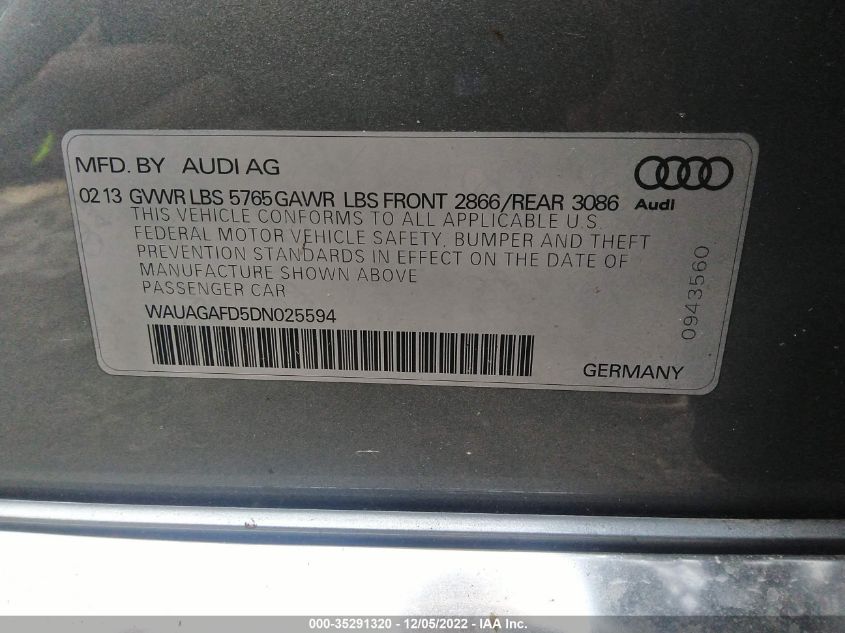 MFD. BY AUDI AG
02 13 GVWR LBS 5765 GAWR LBS FRONT 2866/REAR 3086
Audi
THIS VEHICLE CONFORMS TO ALL APPLICABLE U.S.
FEDERAL MOTOR VEHICLE SAFETY, BUMPER AND THEFT
PREVENTION STANDARDS IN EFFECT ON THE DATE OF
MANUFACTURE SHOWN ABOVE
PASSENGER CAR
0943560
WAUAGAFD5DN025594
GERMANY
000-35291320 - 12/05/2022 - IAA, Inc.